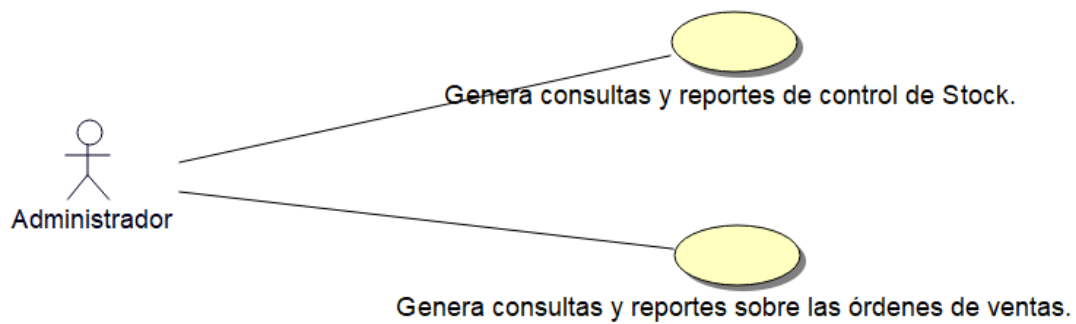 Genera consultas y reportes de control de Stock.
Administrador
Genera consultas y reportes sobre las órdenes de ventas.